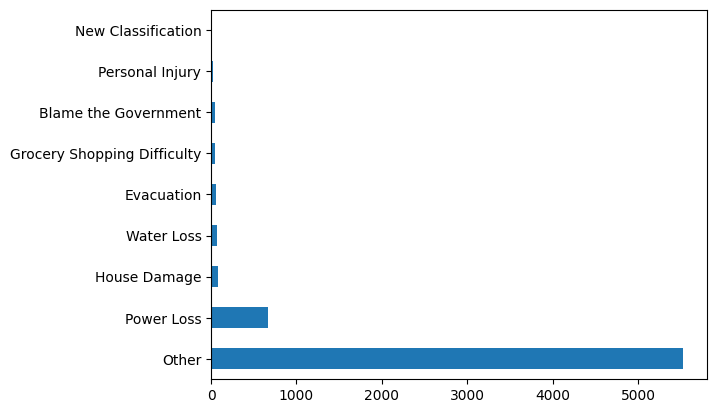 New Classification
Personal Injury
Blame the Government
Grocery Shopping Difficulty
Evacuation
Water Loss
House Damage
Power Loss
Other
0 1000 2000 3000 4000 5000